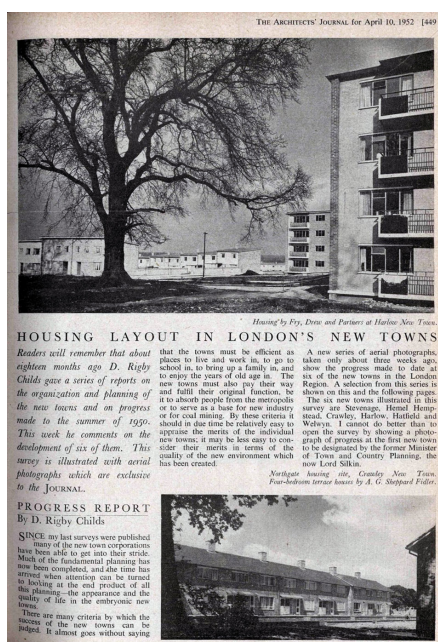 THE ARCHITECTS' JOURNAL for April 10, 1952 [449
Housing by Fry, Drew and Partners at Harlow New Town.
HOUSING LAYOUT IN LONDON'S NEW TOWNS
Readers will remember that about
eighteen months ago D. Rigby
Childs gave a series of reports on
the organization and planning of
the new towns and on progress
made to the summer of 1950.
This week he comments on the
development of six of them. This
survey is illustrated with aerial
photographs which are exclusive
to the JOURNAL.
PROGRESS REPORT
By D. Rigby Childs
SINCE my last surveys were published
many of the new town corporations
have been able to get into their stride.
Much of the fundamental planning has
now been completed, and the time has
arrived when attention can be turned
to looking at the end product of all
this planning—the appearance and the
quality of life in the embryonic new
towns.
There are many criteria by which the
success of the new towns can be
judged. It almost goes without saying
that the towns must be efficient as
places to live and work in, to go to
school in, to bring up a family in, and
to enjoy the years of old age in. The
new towns must also pay their way
and fulfil their original function, be
it to absorb people from the metropolis
or to serve as a base for new industry
or for coal mining. By these criteria it
should in due time be relatively easy to
appraise the merits of the individual
new towns; it may be less easy to con-
sider their merits in terms of the
quality of the new environment which
has been created.
A new series of aerial photographs,
taken only about three weeks ago,
show the progress made to date at
six of the new towns in the London
Region. A selection from this series is
shown on this and the following pages.
The six new towns illustrated in this
survey are Stevenage, Hemel Hemp-
stead, Crawley, Harlow, Hatfield and
Welwyn. I cannot do better than to
open the survey by showing a photo-
graph of progress at the first new town
to be designated by the former Minister
of Town and Country Planning, the
now Lord Silkin.
Northgate housing site, Crawley New Town.
Four-bedroom terrace houses by A. G. Sheppard Fidler.